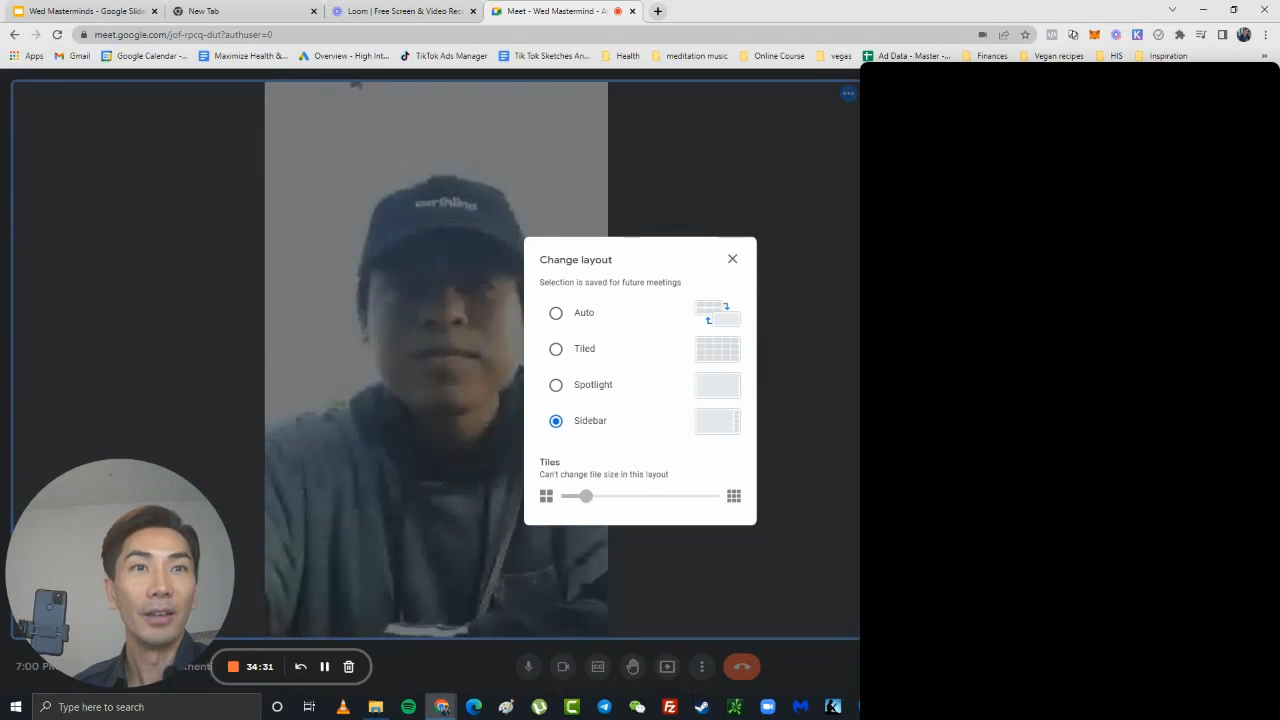 Wed Masterminds - Google Slides
New Tab
Loom | Free Screen & Video Rec
Meet - Wed Mastermind - A
meet.google.com/jof-rpcq-dut?authuser=0
Apps
Gmail
Google Calendar
Maximize Health &...
Overview – High Int...
TikTok Ads Manager
Tik Tok Sketches An...
Health
meditation music
Online Course
vegas
Ad Data - Master -...
Finances
Vegan recipes
HIS
Inspiration
»
earthling
Change layout
Selection is saved for future meetings
Auto
Tiled
Spotlight
Sidebar
Tiles
Can't change tile size in this layout
7:00 PM
34:31
Type here to search